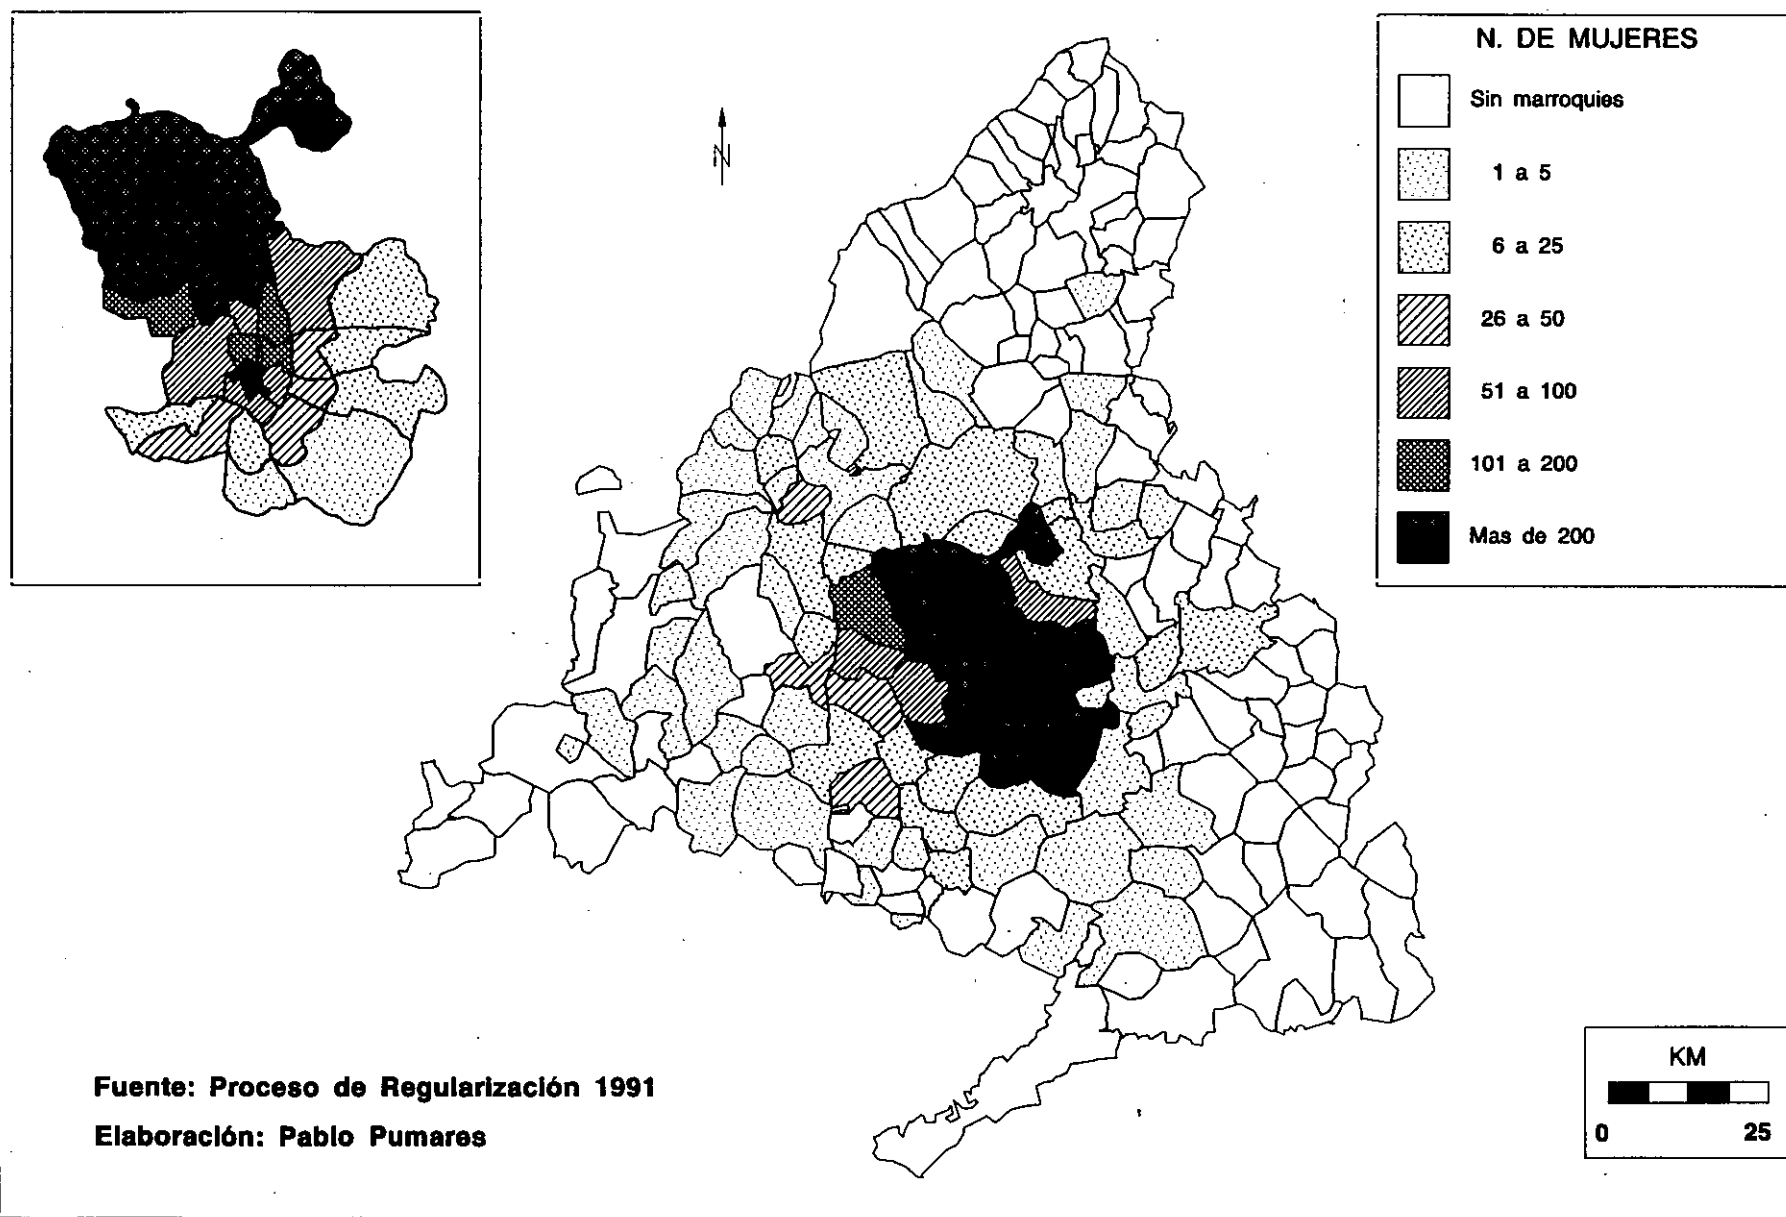 N. DE MUJERES
Sin marroquies
1 a 5
6 a 25
26 a 50
51 a 100
101 a 200
Mas de 200
N
Fuente: Proceso de Regularización 1991
Elaboración: Pablo Pumares
KM
0 25